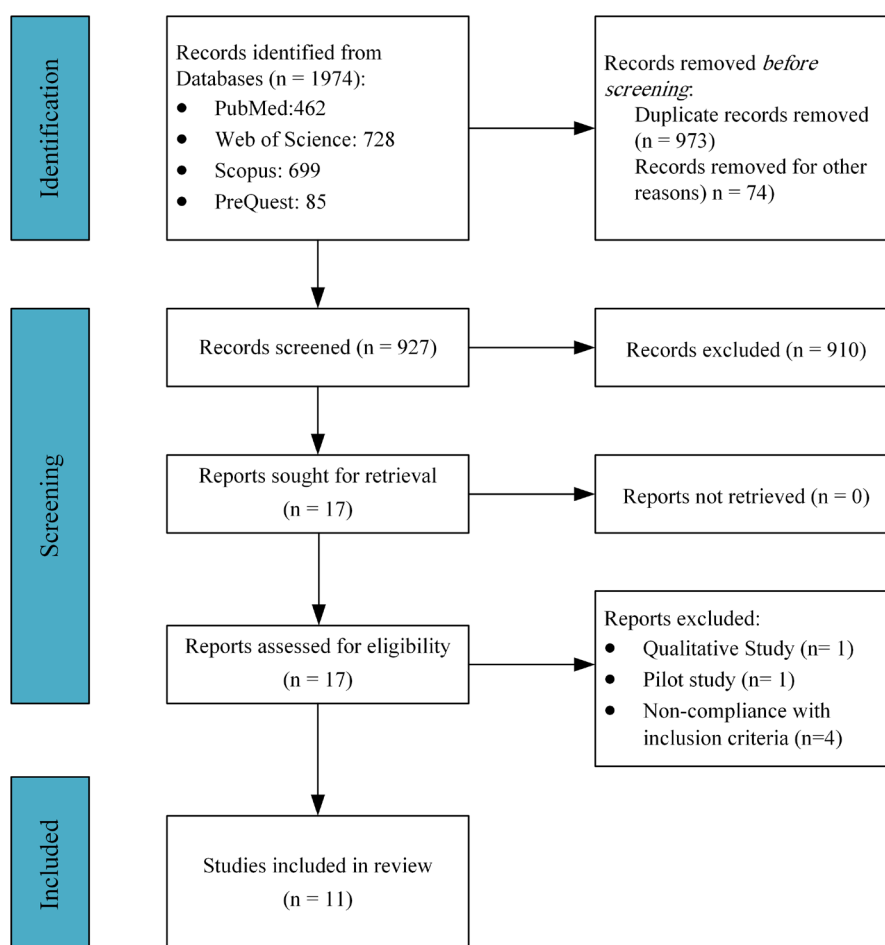 Identification
Records identified from
Databases (n = 1974):
● PubMed:462
● Web of Science: 728
● Scopus: 699
● PreQuest: 85
Records removed before
screening:
Duplicate records removed
(n = 973)
Records removed for other
reasons) n = 74)
Screening
Records screened (n = 927)
Records excluded (n = 910)
Reports sought for retrieval
(n = 17)
Reports not retrieved (n = 0)
Reports assessed for eligibility
(n = 17)
Reports excluded:
● Qualitative Study (n= 1)
● Pilot study (n= 1)
● Non-compliance with
inclusion criteria (n=4)
Included
Studies included in review
(n = 11)